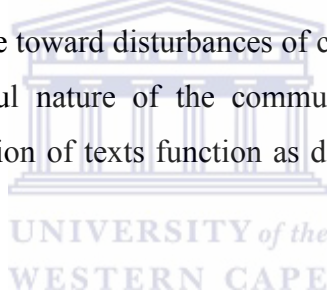 e toward disturbances of c
ul nature of the commu
ion of texts function as d
UNIVERSITY of the
WESTERN CAPE